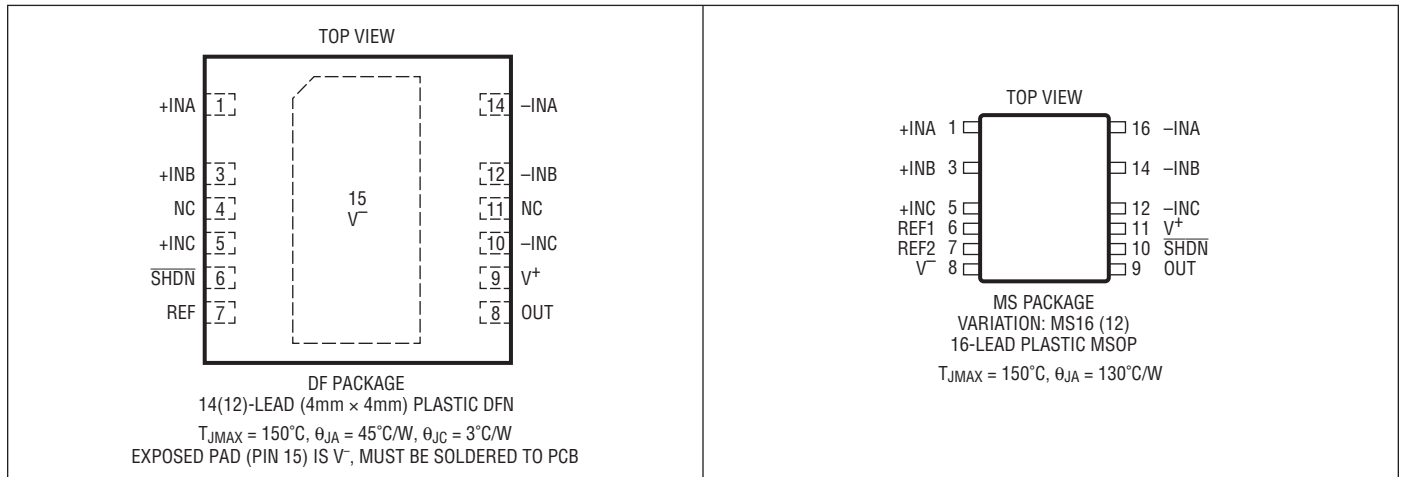 TOP VIEW
+INA 1
14 –INA
+INB 3
12 –INB
NC 4
11 NC
+INC 5
10 –INC
SHDN 6
9 V+
REF 7
8 OUT
15
V–
DF PACKAGE
14(12)-LEAD (4mm × 4mm) PLASTIC DFN
TJMAX = 150°C, θJA = 45°C/W, θJC = 3°C/W
EXPOSED PAD (PIN 15) IS V–, MUST BE SOLDERED TO PCB
TOP VIEW
+INA 1
16 –INA
+INB 3
14 –INB
+INC 5
12 –INC
REF1 6
11 V+
REF2 7
10 SHDN
V– 8
9 OUT
MS PACKAGE
VARIATION: MS16 (12)
16-LEAD PLASTIC MSOP
TJMAX = 150°C, θJA = 130°C/W